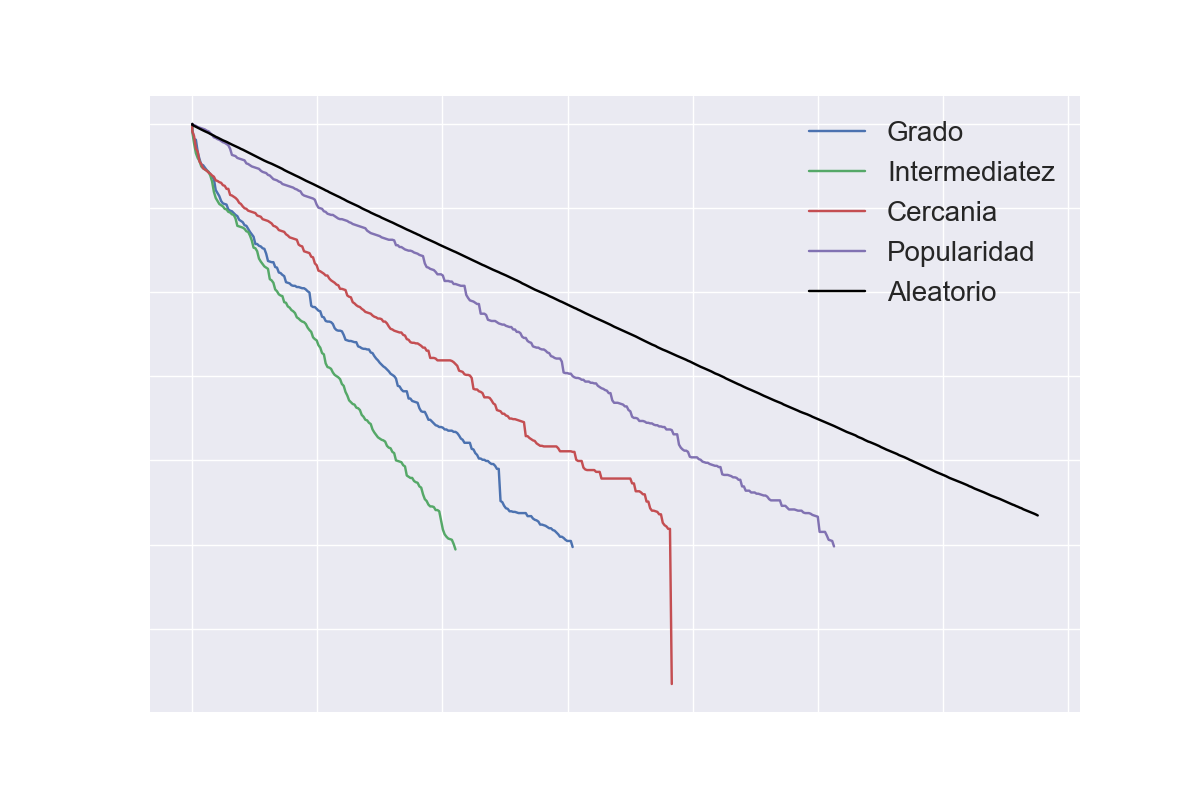 Grado
Intermediatez
Cercania
Popularidad
Aleatorio